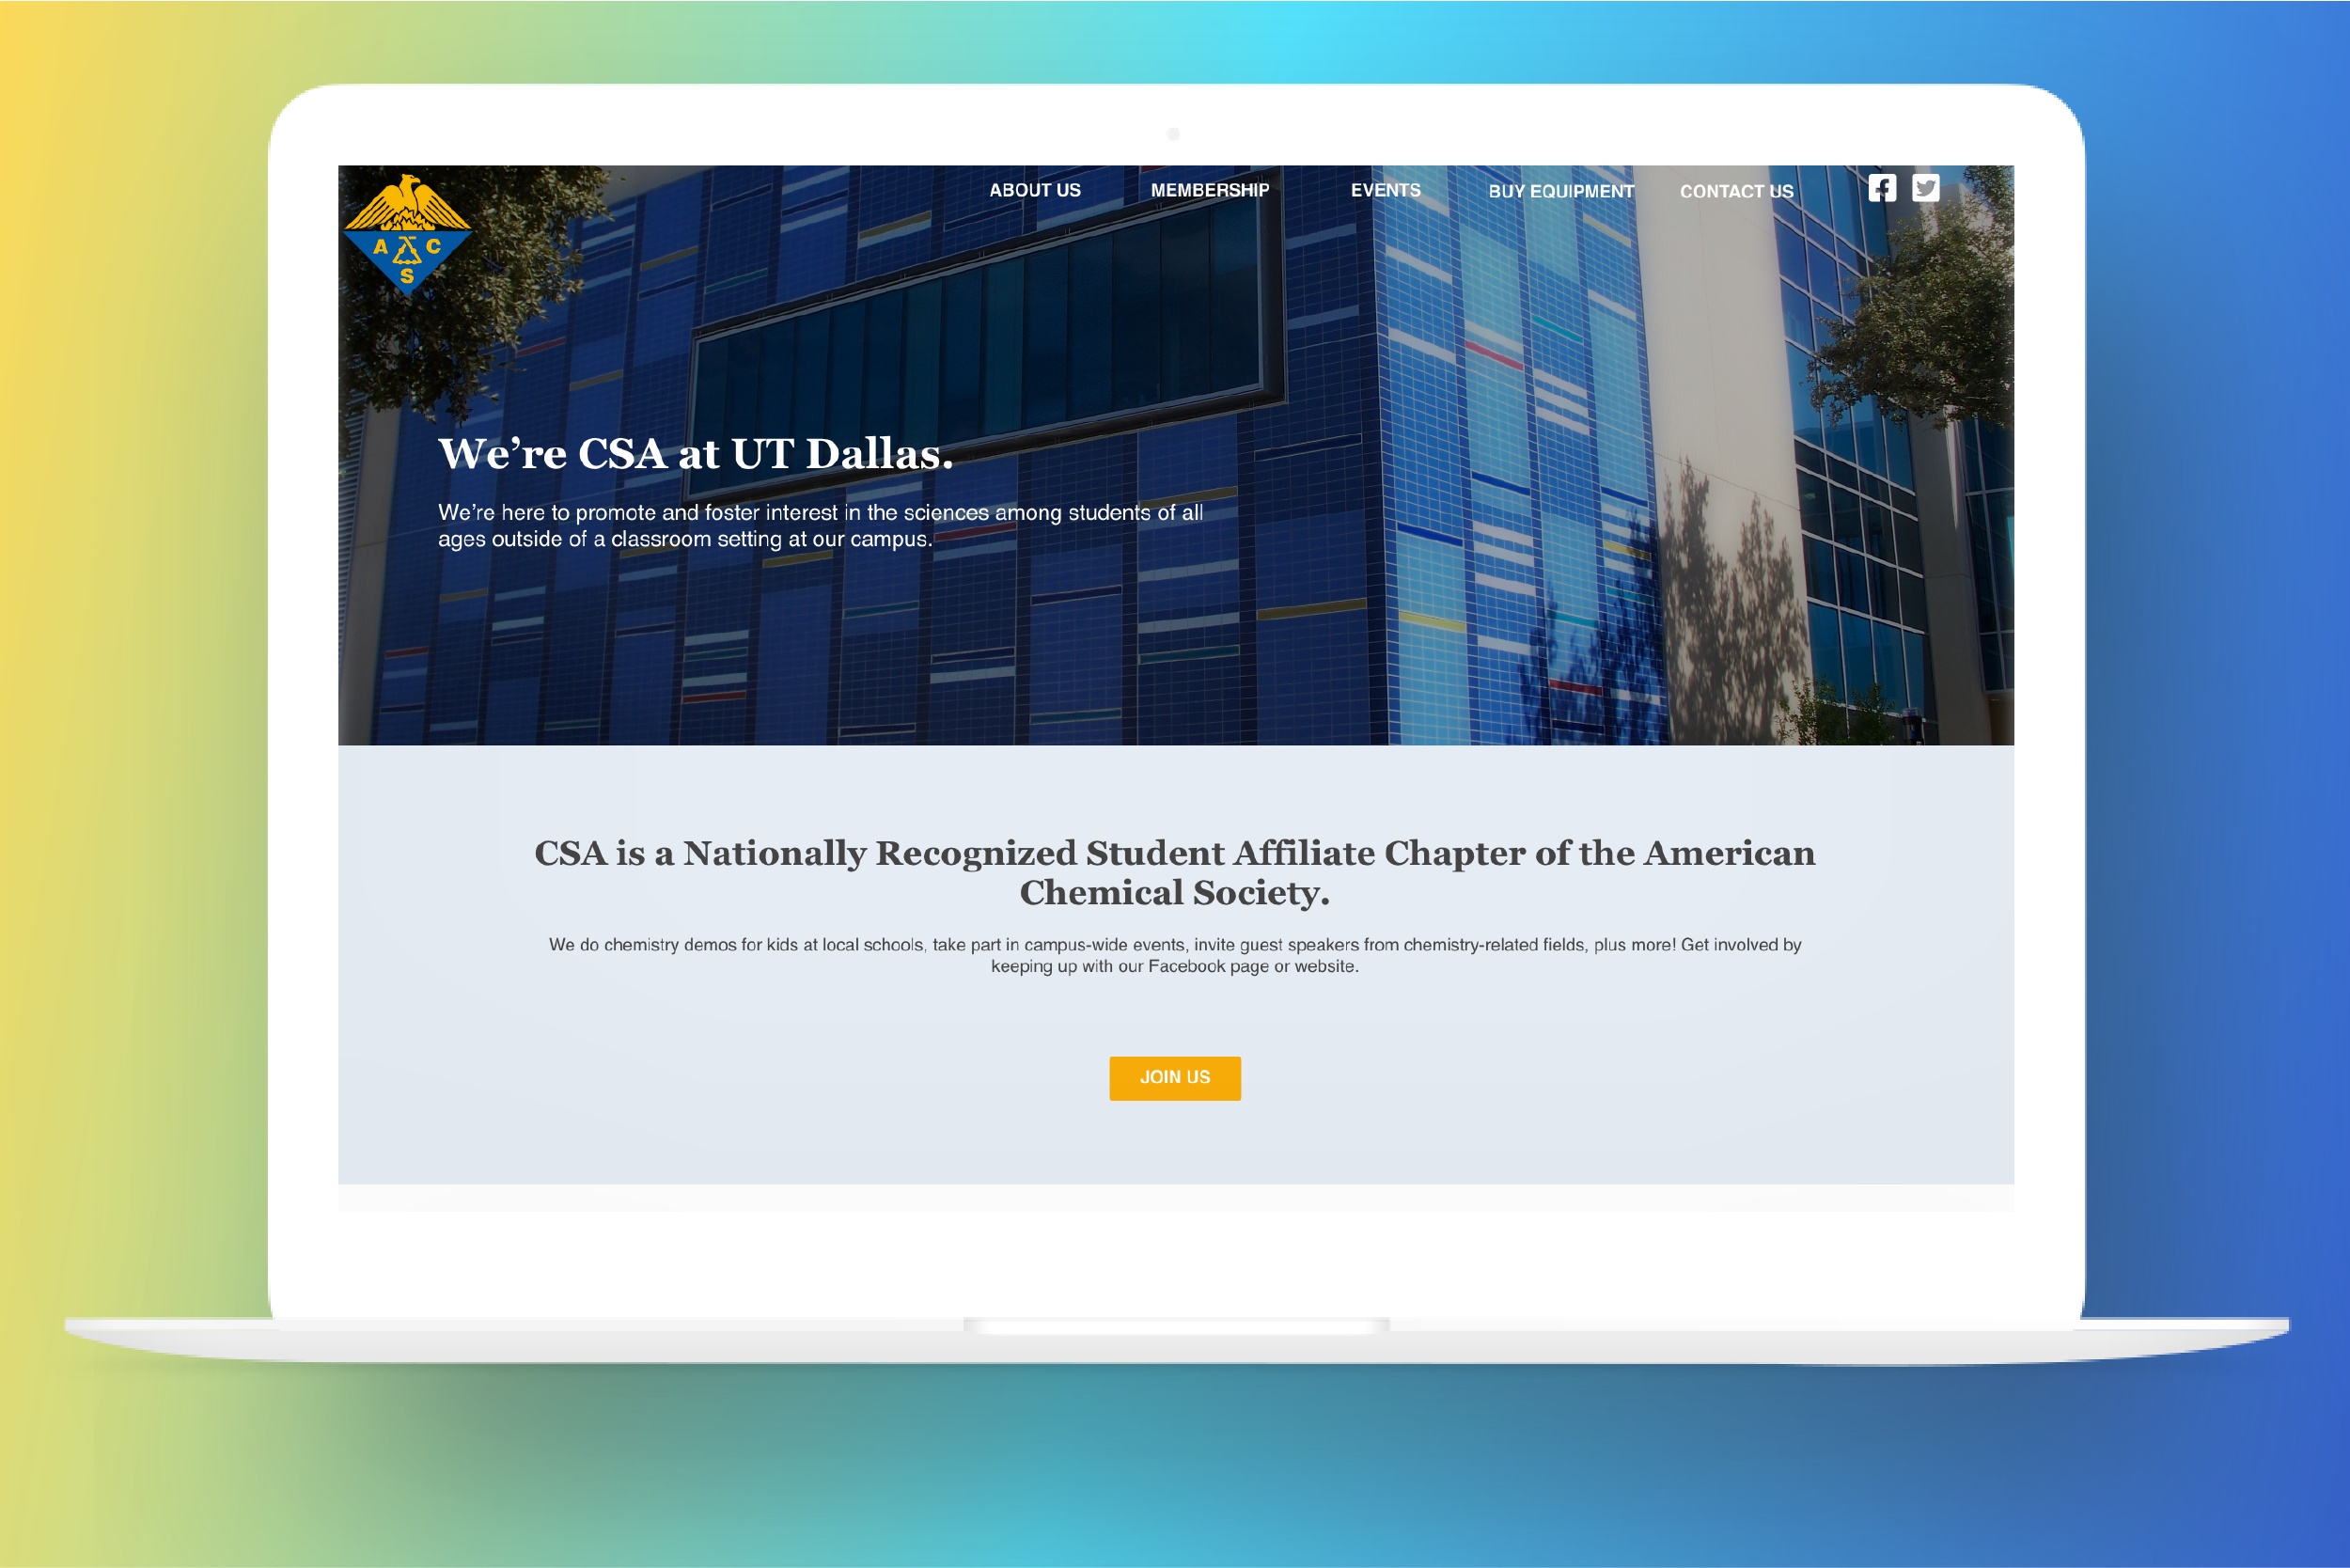 A C
S
ABOUT US MEMBERSHIP EVENTS BUY EQUIPMENT CONTACT US
We’re CSA at UT Dallas.
We’re here to promote and foster interest in the sciences among students of all
ages outside of a classroom setting at our campus.
CSA is a Nationally Recognized Student Affiliate Chapter of the American
Chemical Society.
We do chemistry demos for kids at local schools, take part in campus-wide events, invite guest speakers from chemistry-related fields, plus more! Get involved by
keeping up with our Facebook page or website.
JOIN US